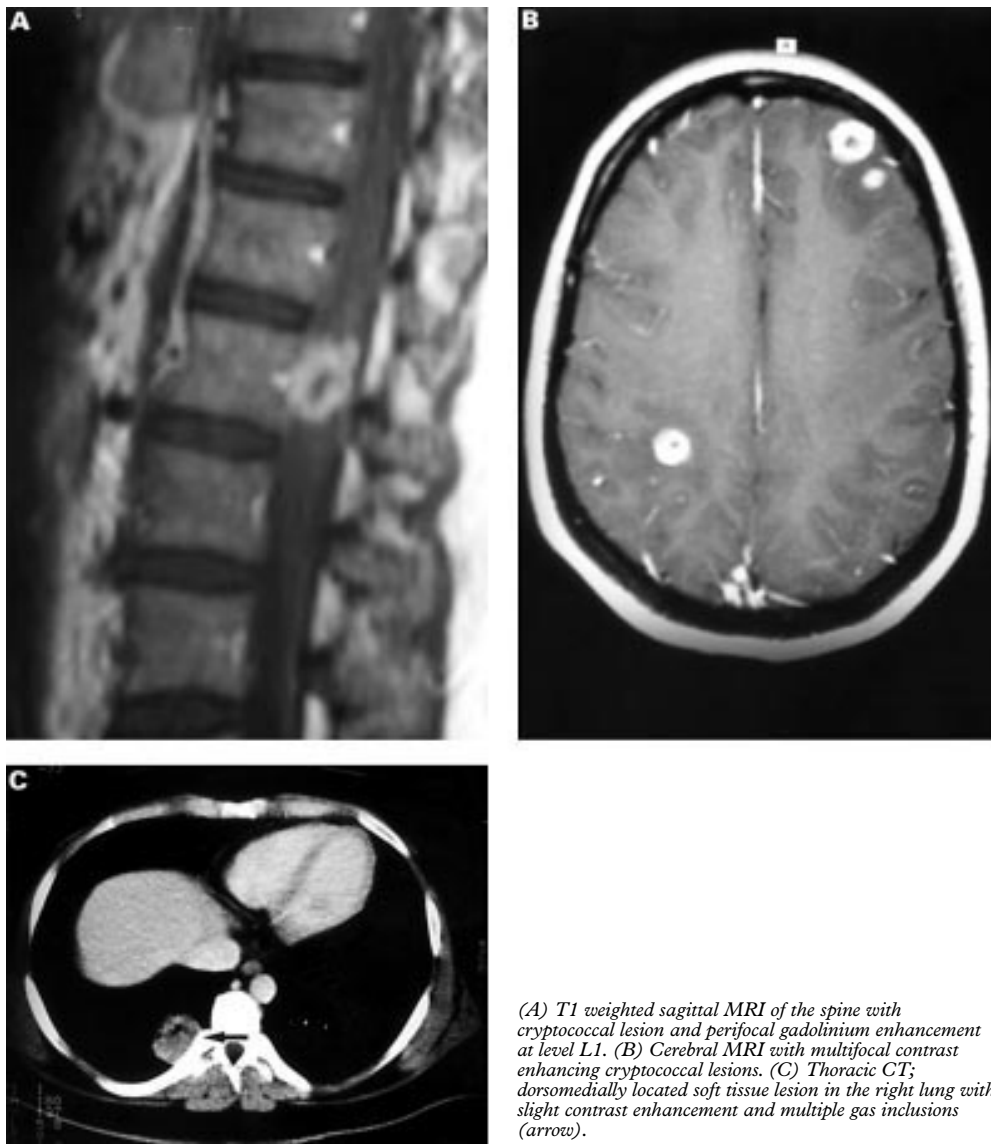 A
B
C
(A) T1 weighted sagittal MRI of the spine with
cryptococcal lesion and perifocal gadolinium enhancement
at level L1. (B) Cerebral MRI with multifocal contrast
enhancing cryptococcal lesions. (C) Thoracic CT;
dorsomedially located soft tissue lesion in the right lung with
slight contrast enhancement and multiple gas inclusions
(arrow).